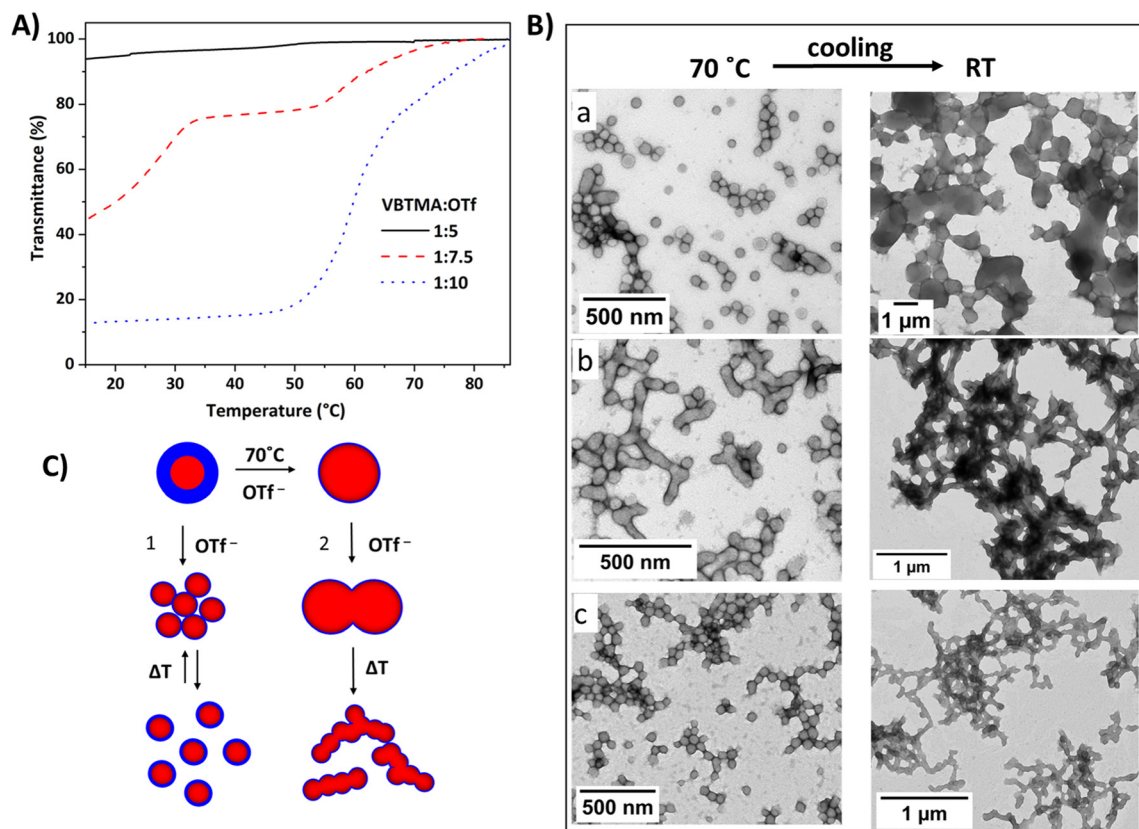 A)
100
80
60
40
20
0
Transmittance (%)
20 30 40 50 60 70 80
Temperature (°C)
VBTMA:OTf
1:5
1:7.5
1:10
B)
cooling
70 ˚C
RT
a
500 nm
1 µm
b
500 nm
1 µm
c
500 nm
1 µm
C)
70˚C
OTf⁻
1 OTf⁻
2 OTf⁻
ΔT
ΔT